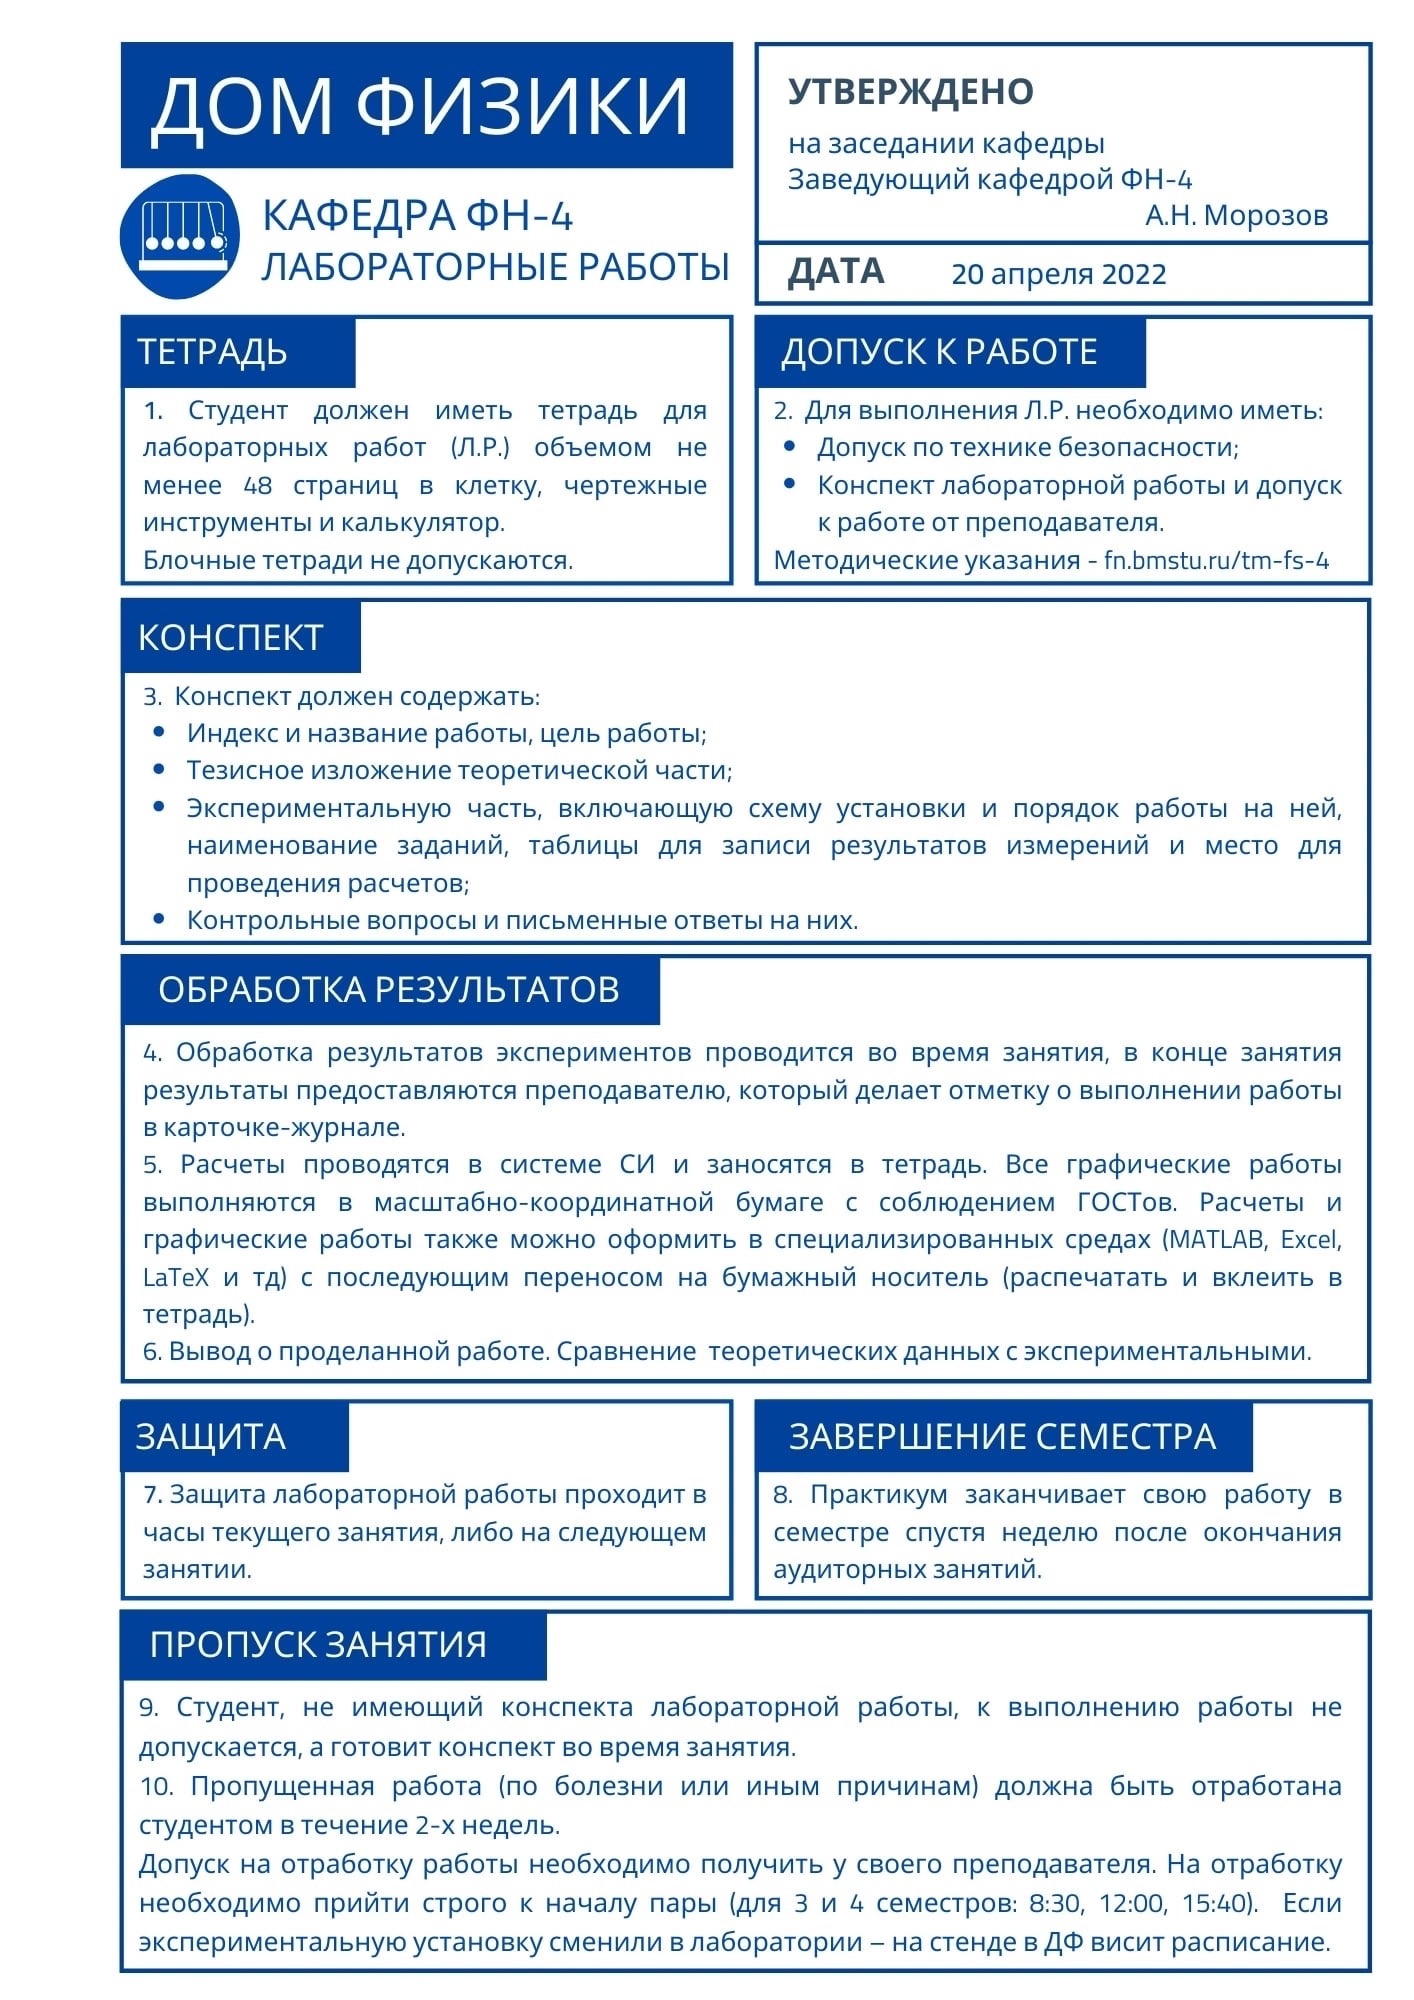 ДОМ ФИЗИКИ
КАФЕДРА ФН-4
ЛАБОРАТОРНЫЕ РАБОТЫ
УТВЕРЖДЕНО
на заседании кафедры
Заведующий кафедрой ФН-4
А.Н. Морозов
ДАТА 20 апреля 2022
ТЕТРАДЬ
1. Студент должен иметь тетрадь для
лабораторных работ (Л.Р.) объемом не
менее 48 страниц в клетку, чертежные
инструменты и калькулятор.
Блочные тетради не допускаются.
ДОПУСК К РАБОТЕ
2. Для выполнения Л.Р. необходимо иметь:
• Допуск по технике безопасности;
• Конспект лабораторной работы и допуск
к работе от преподавателя.
Методические указания - fn.bmstu.ru/tm-fs-4
КОНСПЕКТ
3. Конспект должен содержать:
• Индекс и название работы, цель работы;
• Тезисное изложение теоретической части;
• Экспериментальную часть, включающую схему установки и порядок работы на ней,
наименование заданий, таблицы для записи результатов измерений и место для
проведения расчетов;
• Контрольные вопросы и письменные ответы на них.
ОБРАБОТКА РЕЗУЛЬТАТОВ
4. Обработка результатов экспериментов проводится во время занятия, в конце занятия
результаты предоставляются преподавателю, который делает отметку о выполнении работы
в карточке-журнале.
5. Расчеты проводятся в системе СИ и заносятся в тетрадь. Все графические работы
выполняются в масштабно-координатной бумаге с соблюдением ГОСТов. Расчеты и
графические работы также можно оформить в специализированных средах (MATLAB, Excel,
LaTeX и тд) с последующим переносом на бумажный носитель (распечатать и вклеить в
тетрадь).
6. Вывод о проделанной работе. Сравнение теоретических данных с экспериментальными.
ЗАЩИТА
7. Защита лабораторной работы проходит в
часы текущего занятия, либо на следующем
занятии.
ЗАВЕРШЕНИЕ СЕМЕСТРА
8. Практикум заканчивает свою работу в
семестре спустя неделю после окончания
аудиторных занятий.
ПРОПУСК ЗАНЯТИЯ
9. Студент, не имеющий конспекта лабораторной работы, к выполнению работы не
допускается, а готовит конспект во время занятия.
10. Пропущенная работа (по болезни или иным причинам) должна быть отработана
студентом в течение 2-х недель.
Допуск на отработку работы необходимо получить у своего преподавателя. На отработку
необходимо прийти строго к началу пары (для 3 и 4 семестров: 8:30, 12:00, 15:40). Если
экспериментальную установку сменили в лаборатории – на стенде в ДФ висит расписание.